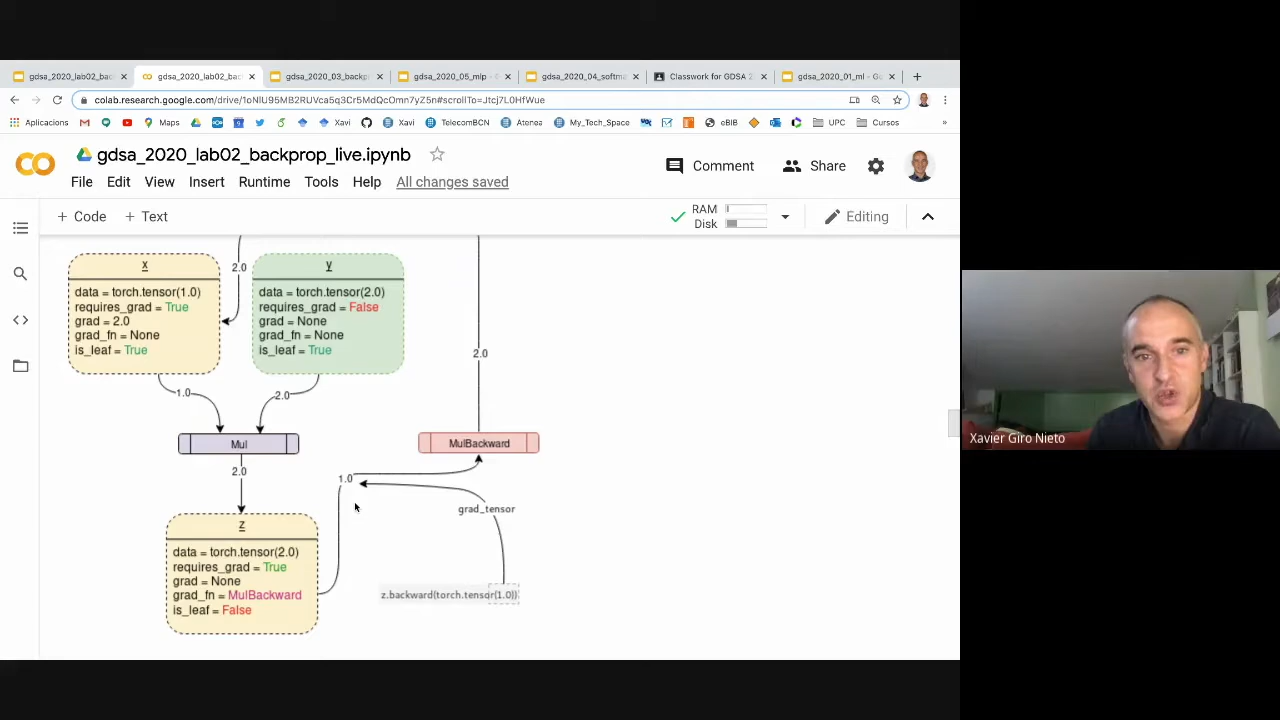 gdsa_2020_lab02_bac
gdsa_2020_lab02_bac
gdsa_2020_03_backp
gdsa_2020_05_mlp
gdsa_2020_04_softm
Classwork for GDSA 2
gdsa_2020_01_ml - G
colab.research.google.com/drive/1oNlU95MB2RUVca5q3Cr5MdQcOmn7yZ5n#scrollTo=Jtcj7L0HfWue
Aplicaciones
Maps
Xavi
Xavi
TelecomBCN
Atenea
My_Tech_Space
eBIB
UPC
Cursos
»
CO
gdsa_2020_lab02_backprop_live.ipynb
Comment
Share
File Edit View Insert Runtime Tools Help All changes saved
+ Code + Text
RAM
Disk
Editing
x
data = torch.tensor(1.0)
requires_grad = True
grad = 2.0
grad_fn = None
is_leaf = True
2.0
y
data = torch.tensor(2.0)
requires_grad = False
grad = None
grad_fn = None
is_leaf = True
2.0
1.0
2.0
Mul
MulBackward
2.0
1.0
grad_tensor
z
data = torch.tensor(2.0)
requires_grad = True
grad = None
grad_fn = MulBackward
is_leaf = False
z.backward(torch.tensor(1.0))
Xavier Giro Nieto